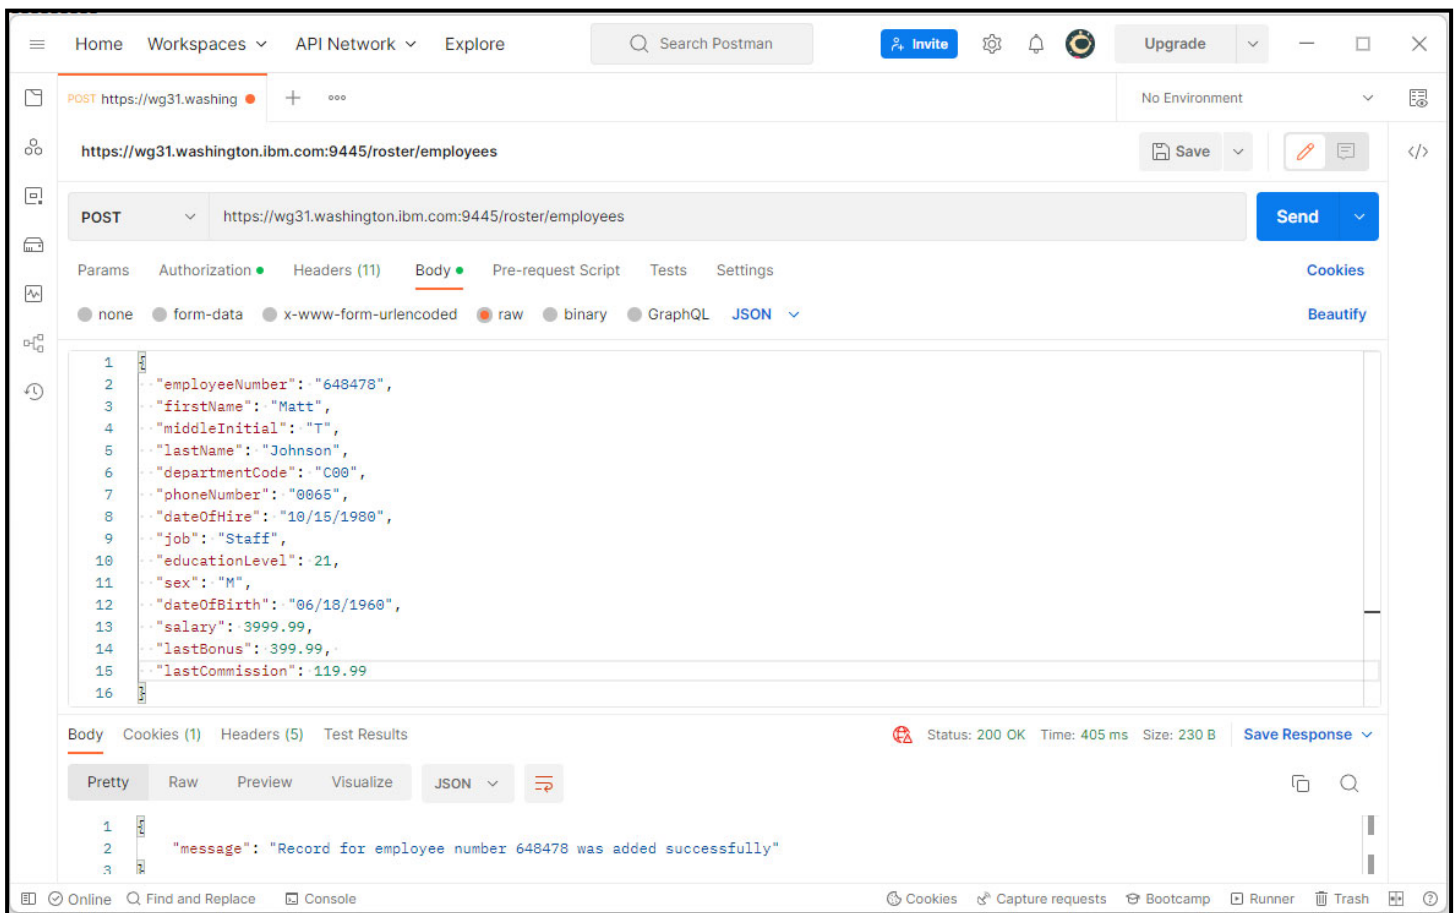 Home Workspaces API Network Explore Search Postman Invite Upgrade
POST https://wg31.washing No Environment
https://wg31.washington.ibm.com:9445/roster/employees Save </>
POST https://wg31.washington.ibm.com:9445/roster/employees Send
Params Authorization Headers (11) Body Pre-request Script Tests Settings Cookies
none form-data x-www-form-urlencoded raw binary GraphQL JSON Beautify
1 {
2 "employeeNumber": "648478",
3 "firstName": "Matt",
4 "middleInitial": "T",
5 "lastName": "Johnson",
6 "departmentCode": "C00",
7 "phoneNumber": "0065",
8 "dateOfHire": "10/15/1980",
9 "job": "Staff",
10 "educationLevel": 21,
11 "sex": "M",
12 "dateOfBirth": "06/18/1960",
13 "salary": 3999.99,
14 "lastBonus": 399.99,
15 "lastCommission": 119.99
16 }
Body Cookies (1) Headers (5) Test Results Status: 200 OK Time: 405 ms Size: 230 B Save Response
Pretty Raw Preview Visualize JSON
1 {
2 "message": "Record for employee number 648478 was added successfully"
3 }
Online Find and Replace Console Cookies Capture requests Bootcamp Runner Trash